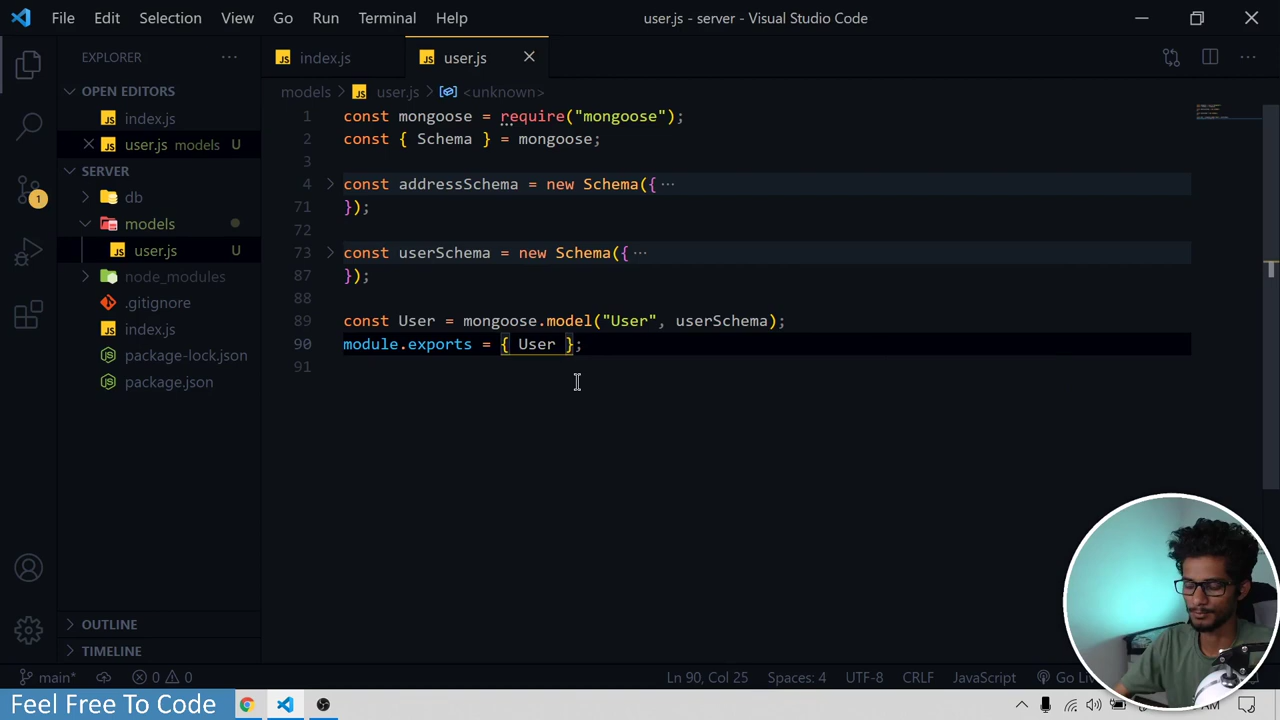 File Edit Selection View Go Run Terminal Help
user.js - server - Visual Studio Code
EXPLORER
OPEN EDITORS
index.js
user.js models U
SERVER
db
models
user.js U
node_modules
.gitignore
index.js
package-lock.json
package.json
OUTLINE
TIMELINE
index.js
user.js
models > user.js > <unknown>
1 const mongoose = require("mongoose");
2 const { Schema } = mongoose;
3
4 const addressSchema = new Schema({ ···
71 });
72
73 const userSchema = new Schema({ ···
87 });
88
89 const User = mongoose.model("User", userSchema);
90 module.exports = { User };
91
1
main* 0 0
Ln 90, Col 25 Spaces: 4 UTF-8 CRLF JavaScript Go
Feel Free To Code